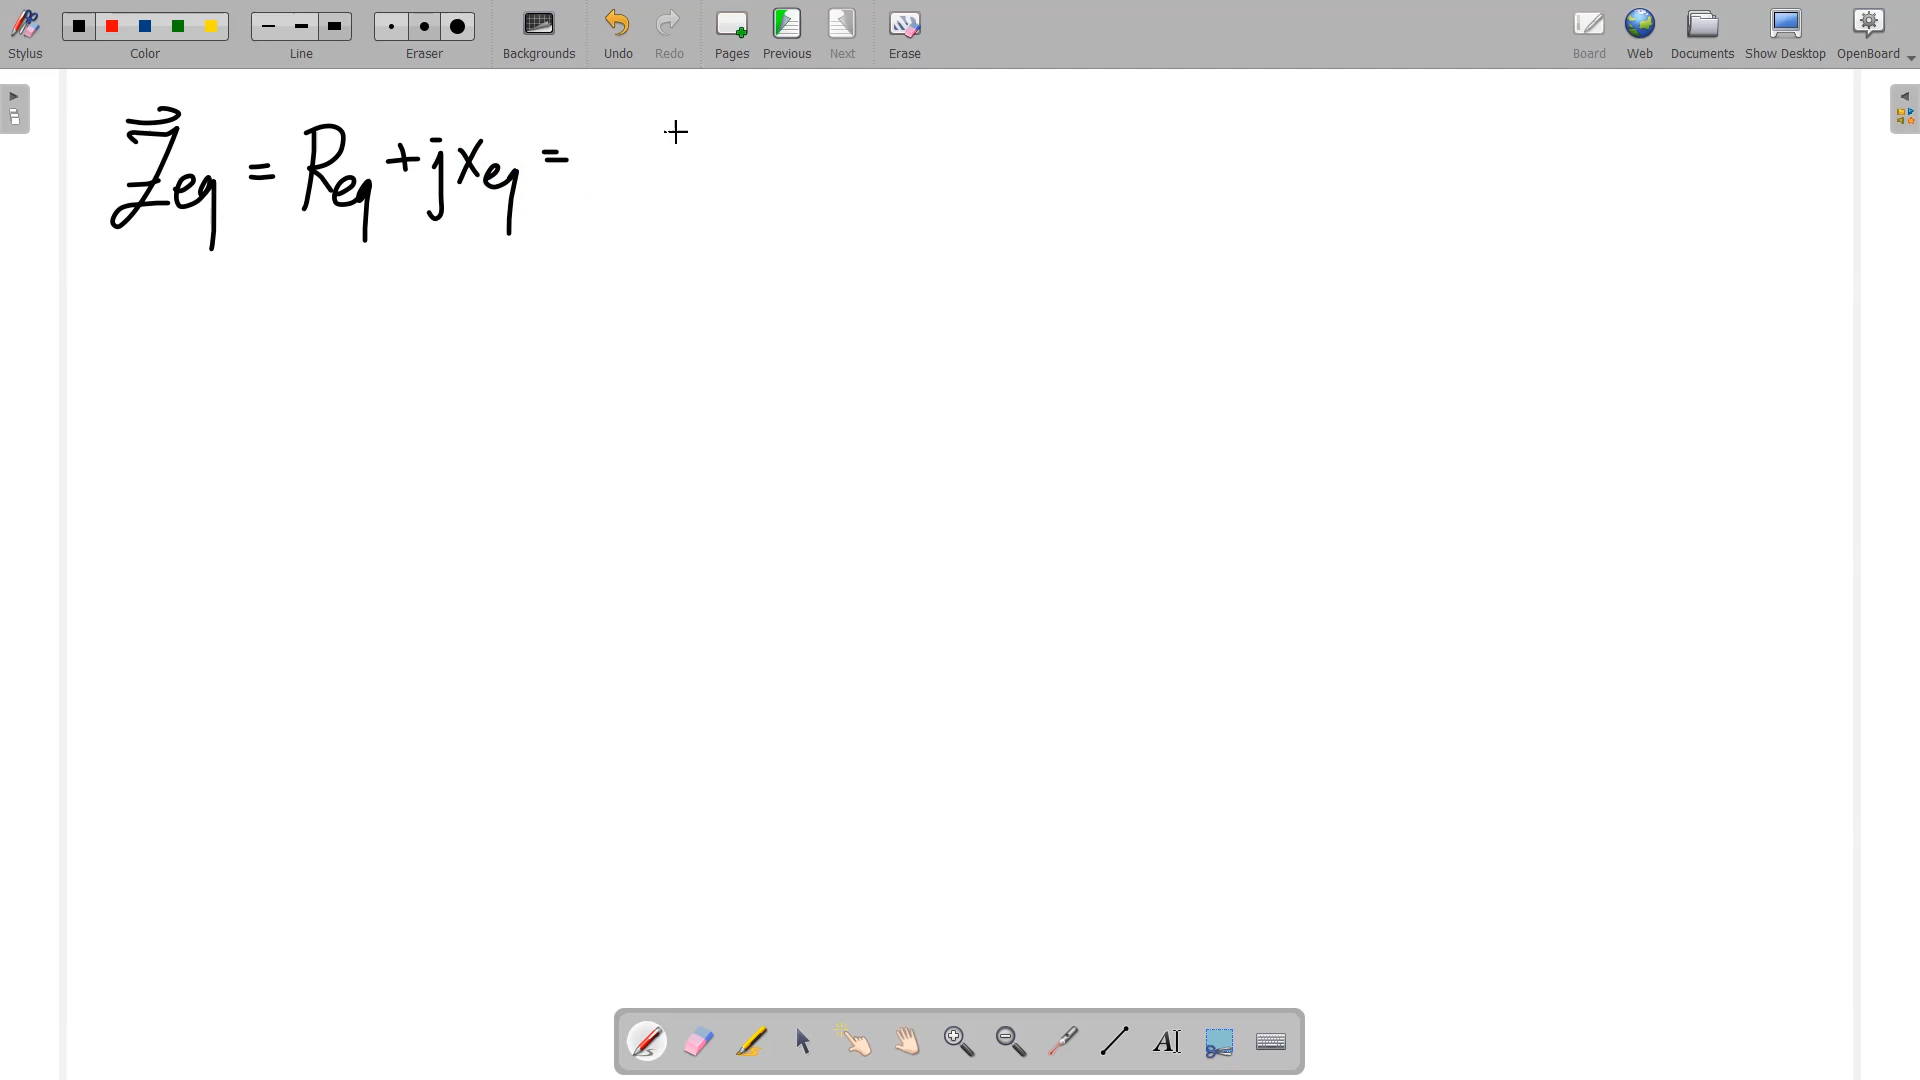 Stylus Color Line Eraser Backgrounds Undo Redo Pages Previous Next Erase Board Web Documents Show Desktop OpenBoard
Z⃗eq = Req + jxeq =